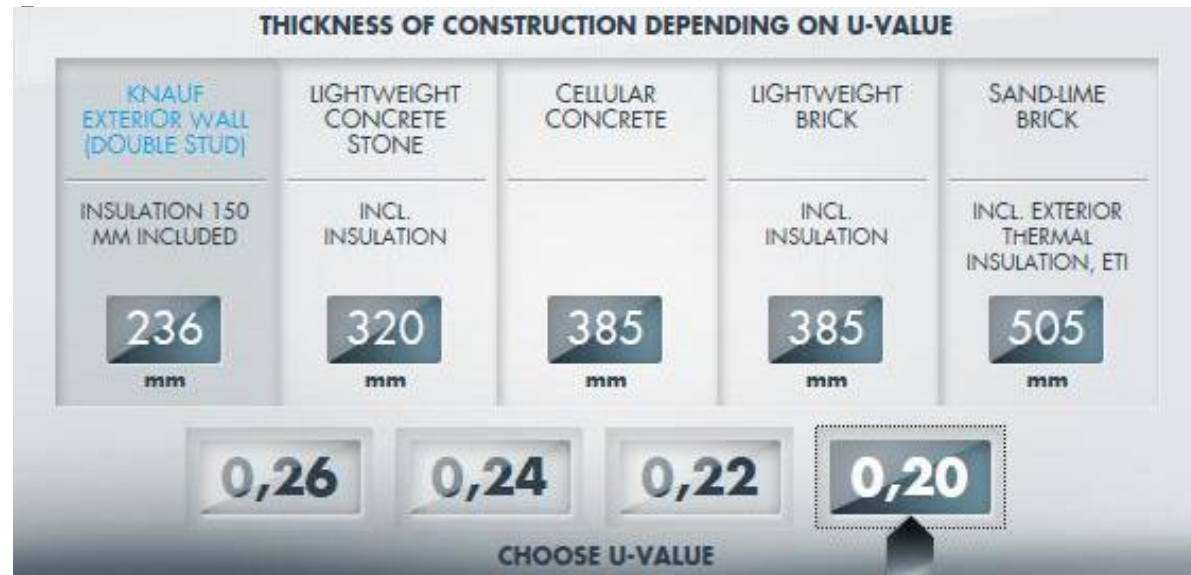 THICKNESS OF CONSTRUCTION DEPENDING ON U-VALUE
KNAUF
EXTERIOR WALL
(DOUBLE STUD)
INSULATION 150
MM INCLUDED
236
mm
LIGHTWEIGHT
CONCRETE
STONE
INCL.
INSULATION
320
mm
CELLULAR
CONCRETE
385
mm
LIGHTWEIGHT
BRICK
INCL.
INSULATION
385
mm
SAND-LIME
BRICK
INCL. EXTERIOR
THERMAL
INSULATION, ETI
505
mm
0,26
0,24
0,22
0,20
CHOOSE U-VALUE